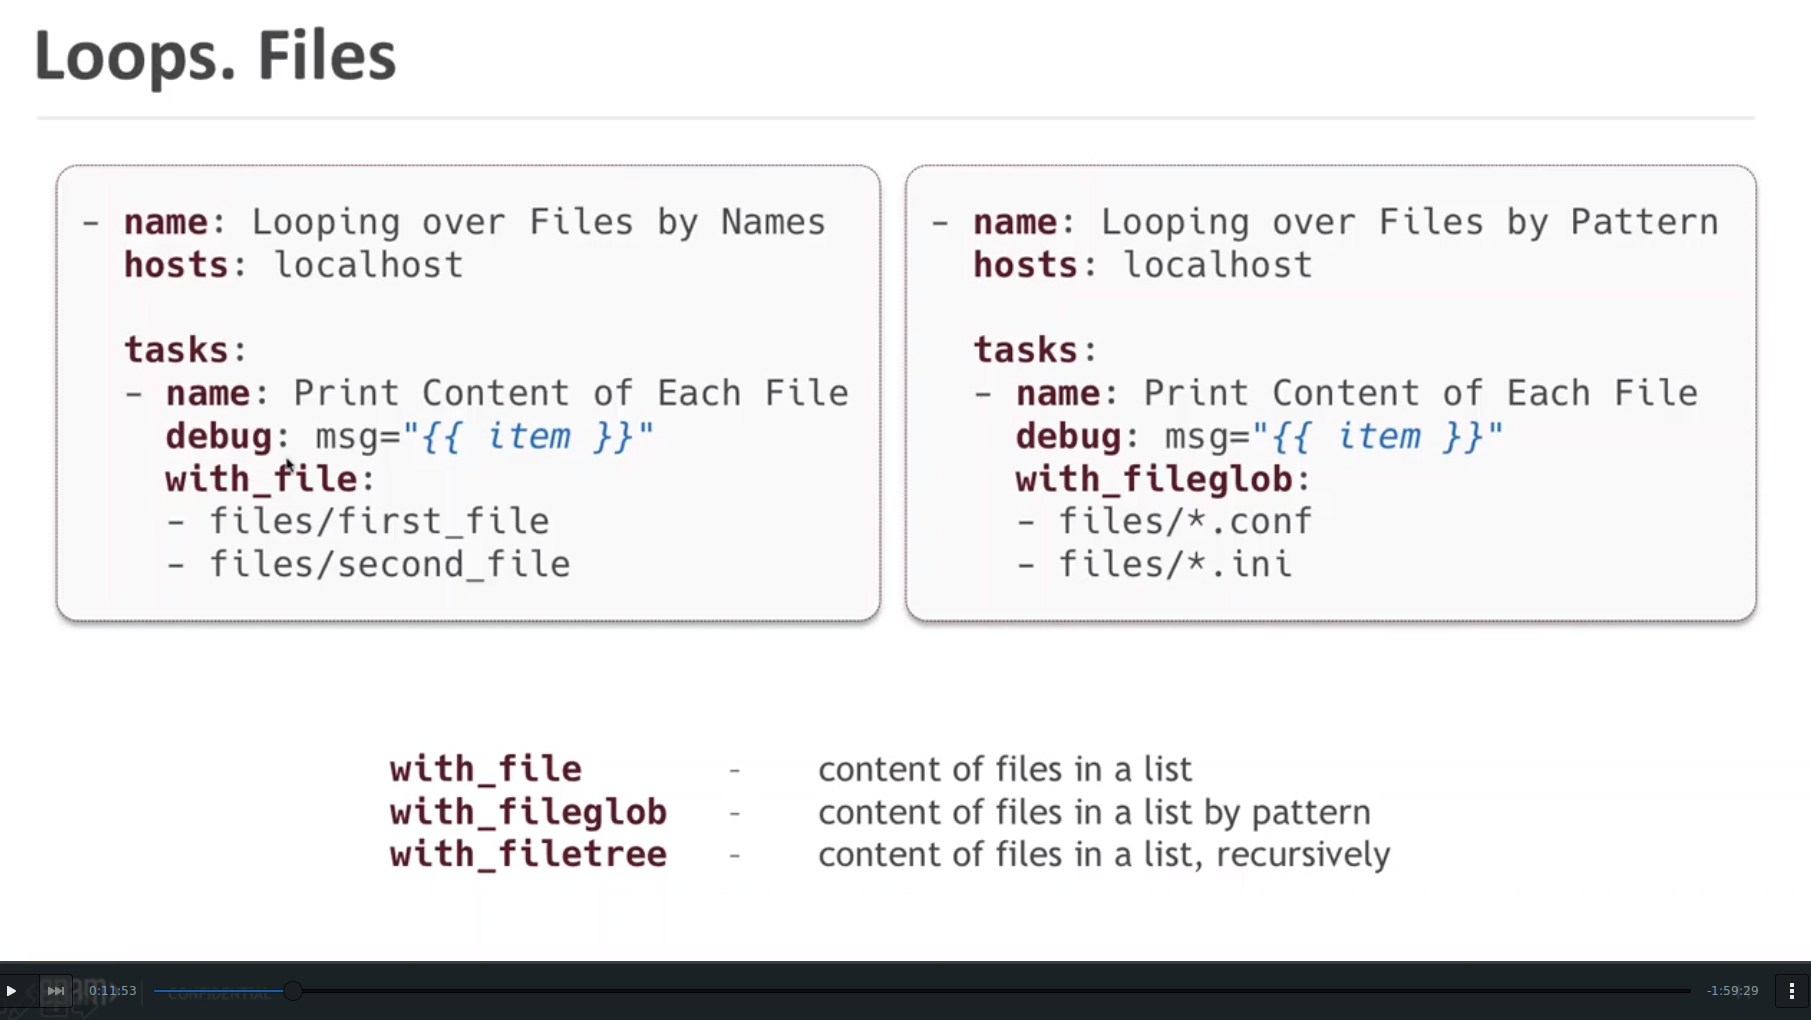 Loops. Files
- name: Looping over Files by Names
hosts: localhost
tasks:
- name: Print Content of Each File
debug: msg="{{ item }}"
with_file:
- files/first_file
- files/second_file
- name: Looping over Files by Pattern
hosts: localhost
tasks:
- name: Print Content of Each File
debug: msg="{{ item }}"
with_fileglob:
- files/*.conf
- files/*.ini
with_file - content of files in a list
with_fileglob - content of files in a list by pattern
with_filetree - content of files in a list, recursively
0:11:53 CONFIDENTIAL -1:59:29